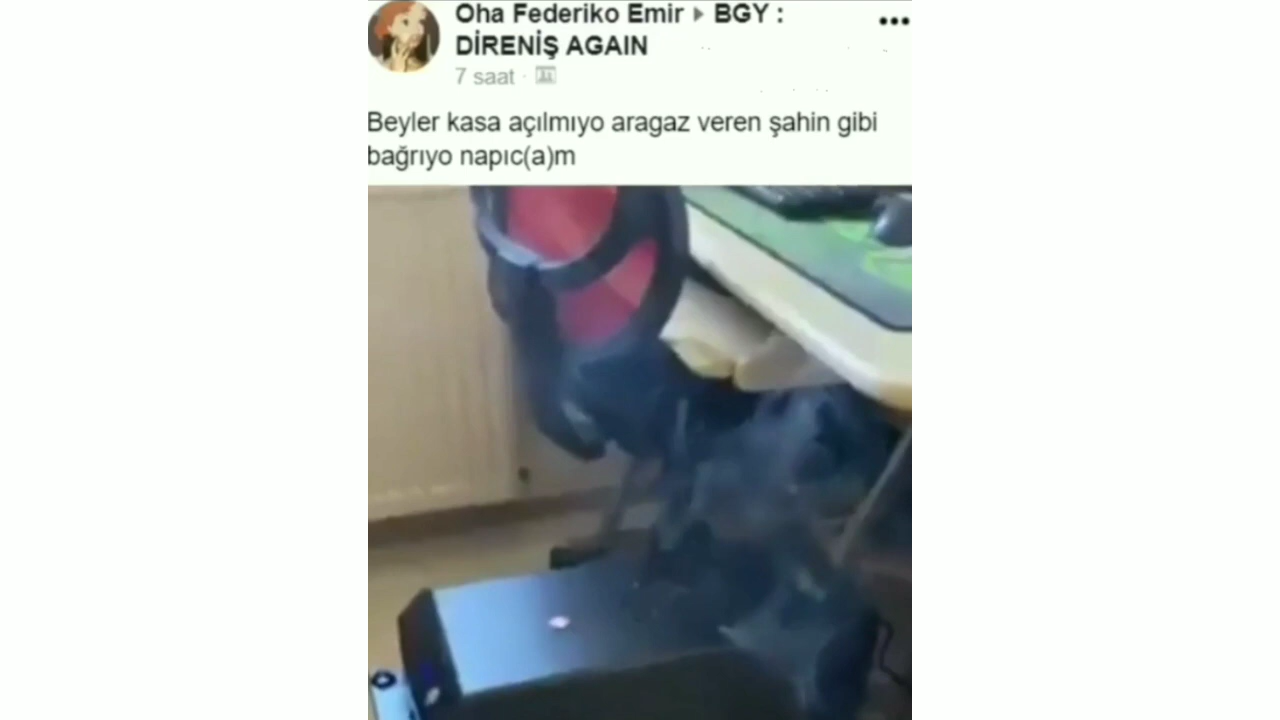 Oha Federiko Emir ▸ BGY :
DİRENİŞ AGAIN
7 saat ·
Beyler kasa açılmıyo aragaz veren şahin gibi
bağrıyo napıc(a)m